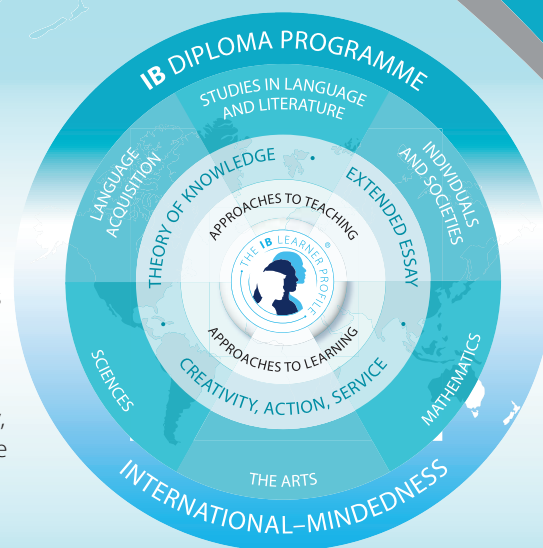 IB DIPLOMA PROGRAMME
STUDIES IN LANGUAGE
AND LITERATURE
LANGUAGE
ACQUISITION
INDIVIDUALS
AND SOCIETIES
THEORY OF KNOWLEDGE
EXTENDED ESSAY
APPROACHES TO TEACHING
THE IB LEARNER PROFILE ®
APPROACHES TO LEARNING
CREATIVITY, ACTION, SERVICE
SCIENCES
MATHEMATICS
THE ARTS
INTERNATIONAL–MINDEDNESS